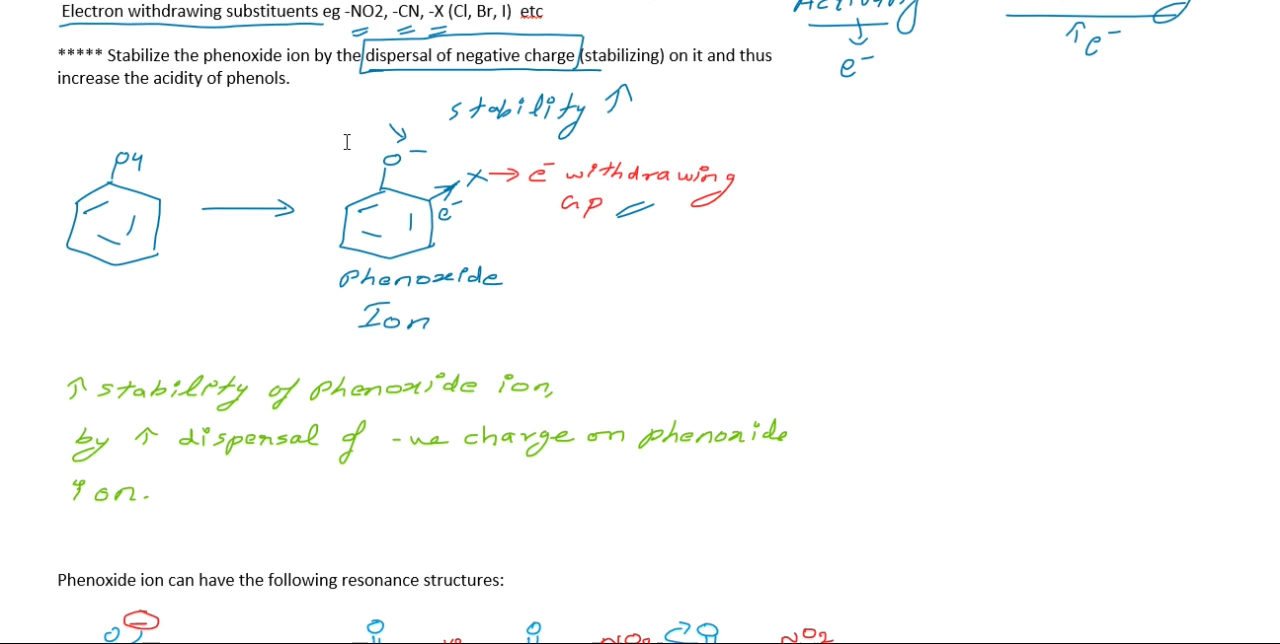 Electron withdrawing substituents eg -NO2, -CN, -X (Cl, Br, I) etc
***** Stabilize the phenoxide ion by the dispersal of negative charge (stabilizing) on it and thus
increase the acidity of phenols.
e-
↑e-
stability ↑
O-
X → e- withdrawing
e-
gp
Phenoxide
Ion
↑ stability of phenoxide ion,
by ↑ dispersal of -ve charge on phenoxide
ion.
Phenoxide ion can have the following resonance structures:
NO2